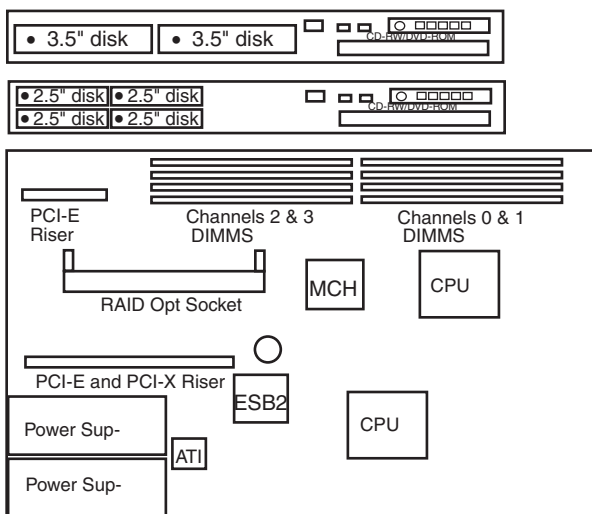 • 3.5" disk • 3.5" disk
CD-RW/DVD-ROM
• 2.5" disk • 2.5" disk
• 2.5" disk • 2.5" disk
CD-RW/DVD-ROM
PCI-E
Riser
Channels 2 & 3
DIMMS
Channels 0 & 1
DIMMS
RAID Opt Socket
MCH
CPU
PCI-E and PCI-X Riser
ESB2
CPU
Power Sup-
ATI
Power Sup-